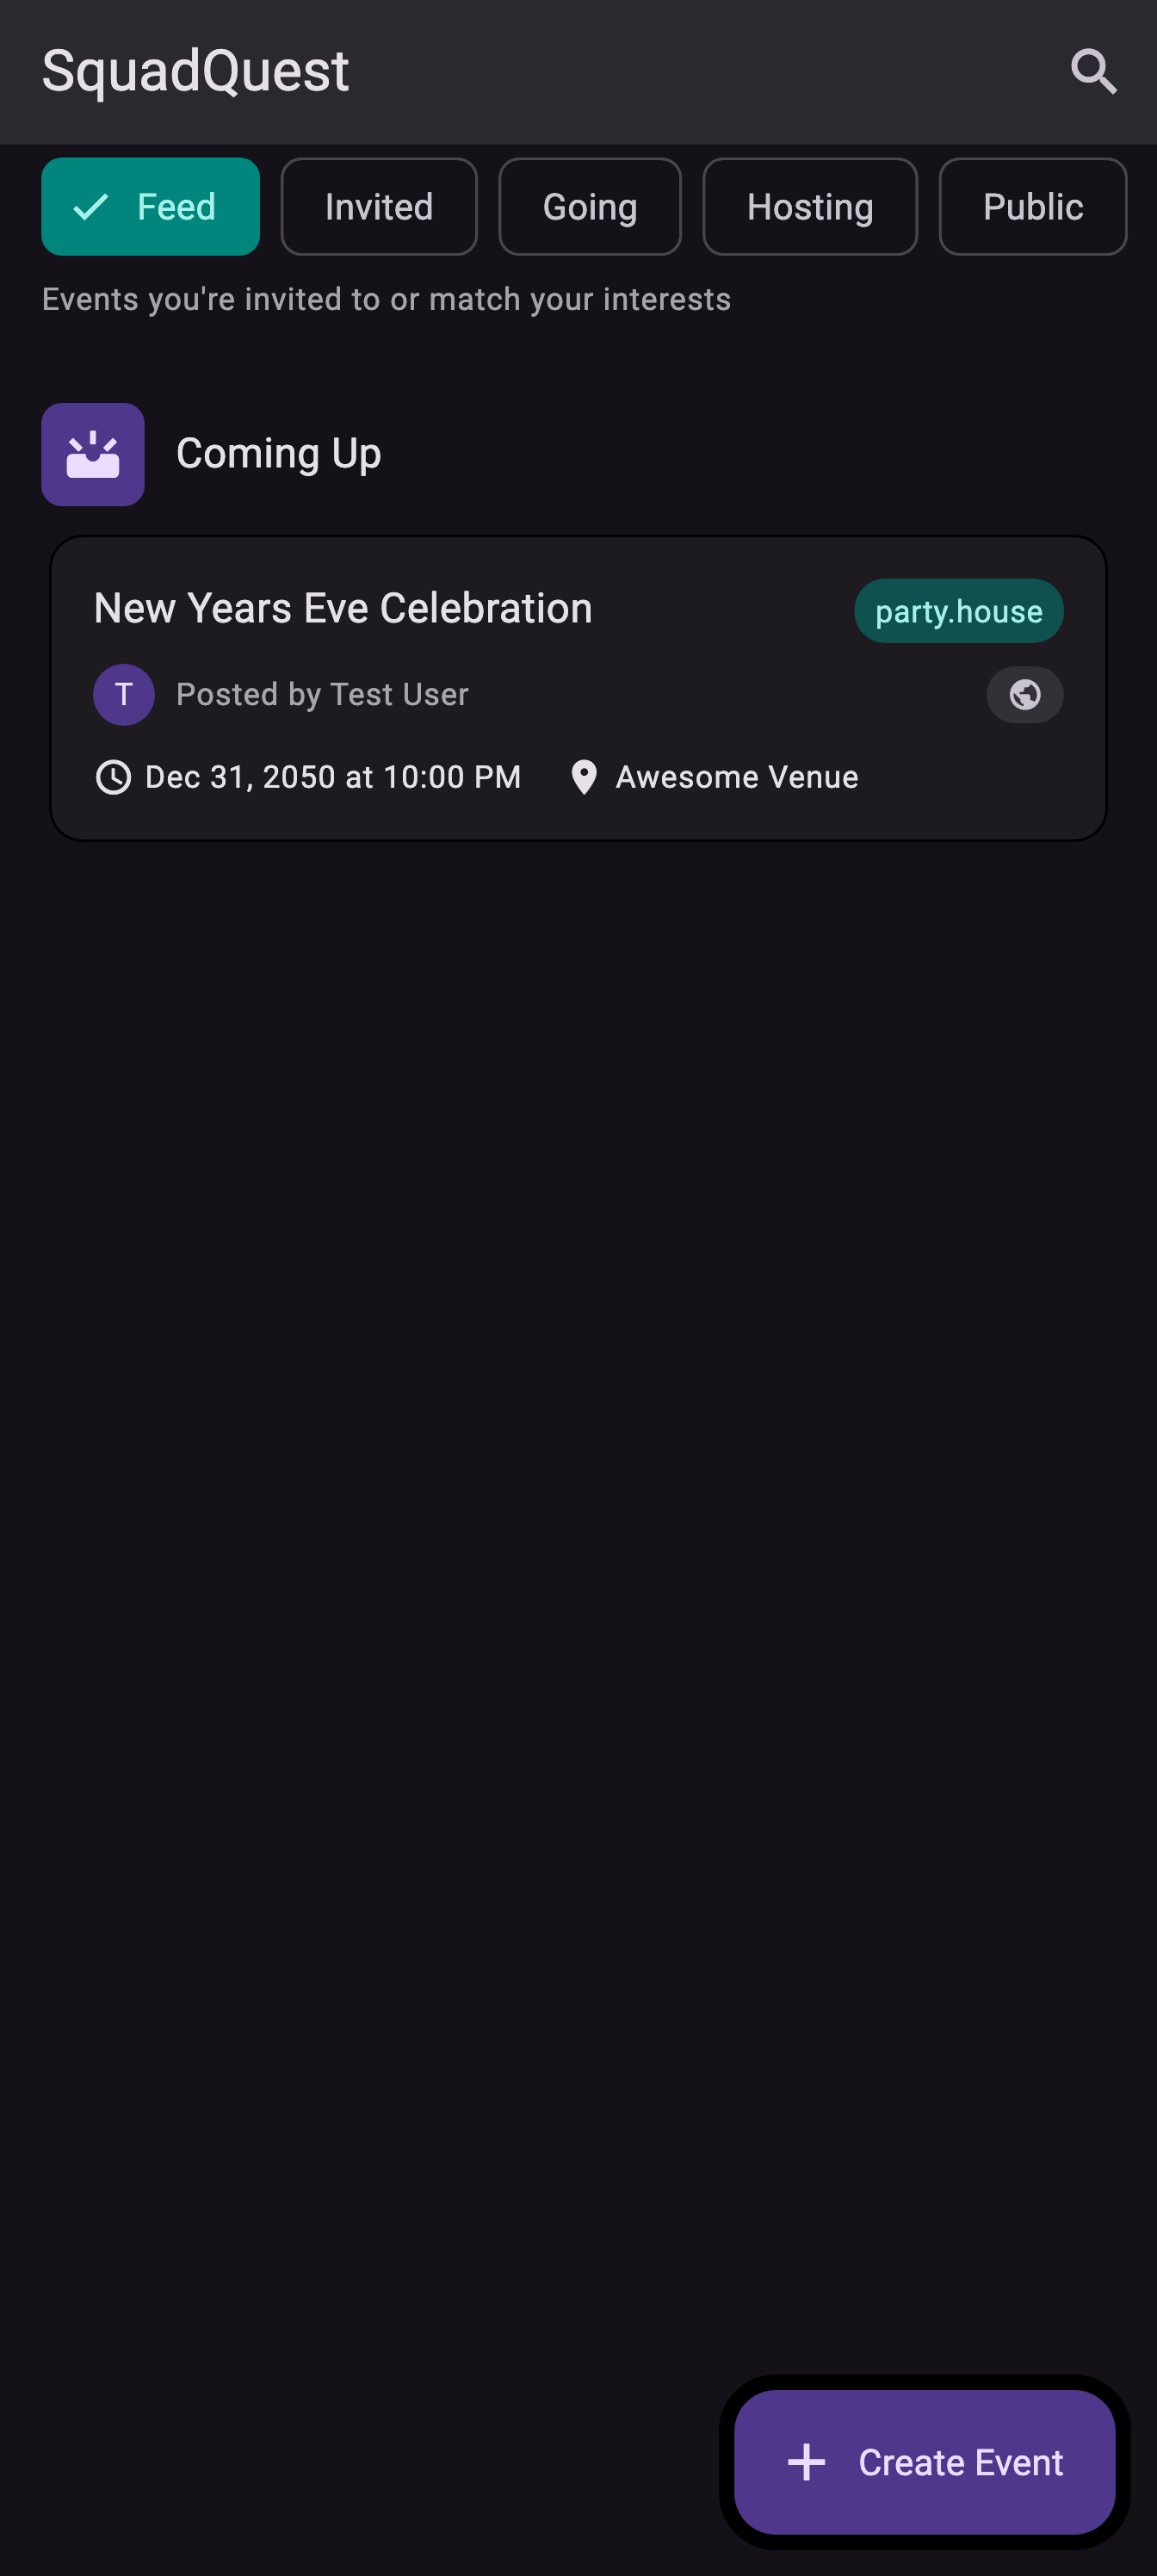 SquadQuest
Feed
Invited
Going
Hosting
Public
Events you're invited to or match your interests
Coming Up
New Years Eve Celebration
party.house
T
Posted by Test User
Dec 31, 2050 at 10:00 PM
Awesome Venue
Create Event